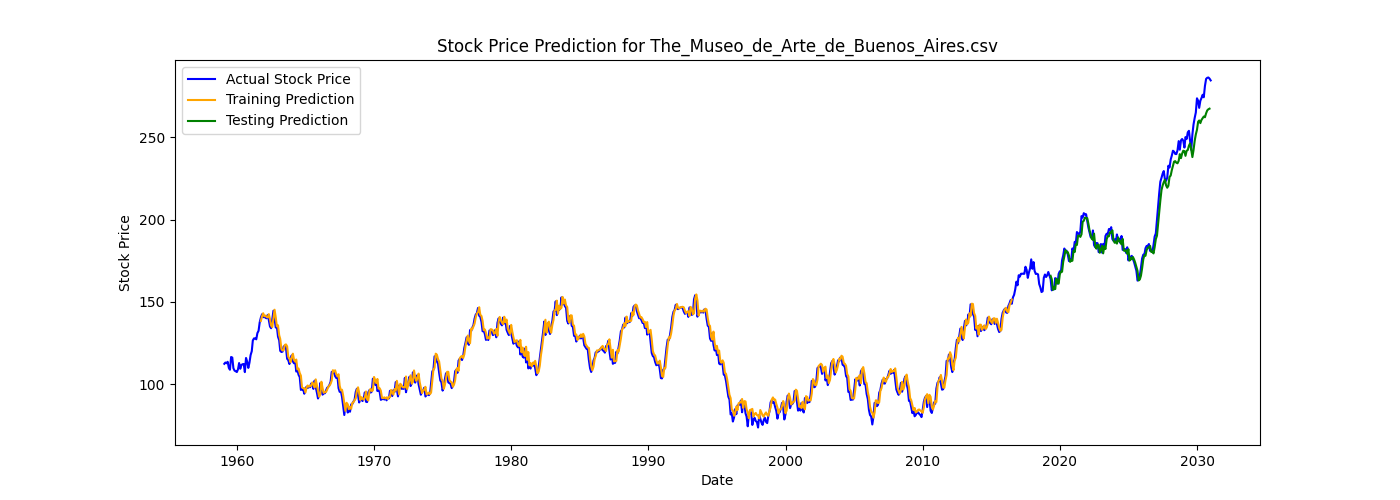 Stock Price Prediction for The_Museo_de_Arte_de_Buenos_Aires.csv
Actual Stock Price
Training Prediction
Testing Prediction
250
200
150
100
Stock Price
1960 1970 1980 1990 2000 2010 2020 2030
Date